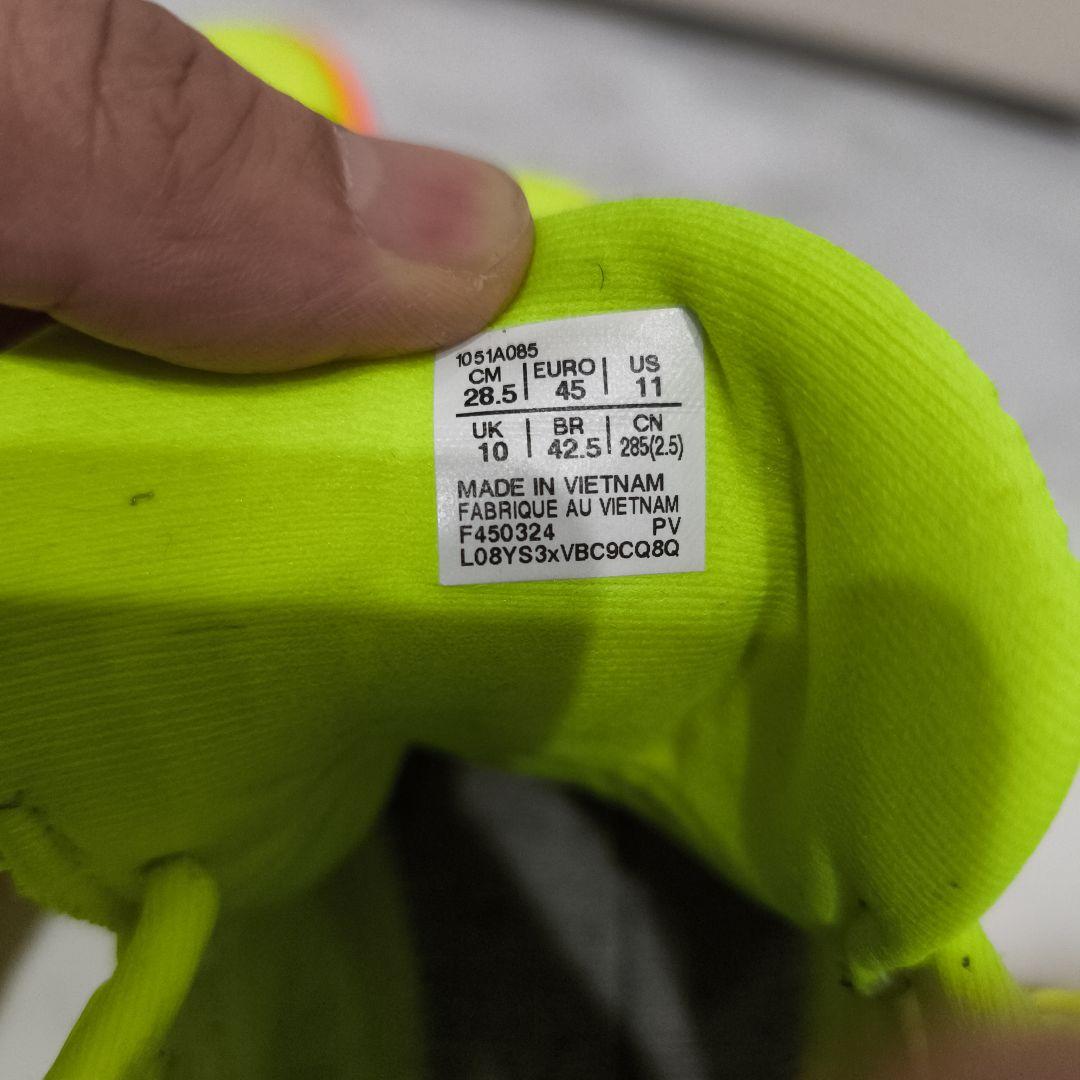 1051A085
CM | EURO | US
28.5 | 45 | 11
UK | BR | CN
10 | 42.5 | 285(2.5)
MADE IN VIETNAM
FABRIQUE AU VIETNAM
F450324 PV
L08YS3xVBC9CQ8Q